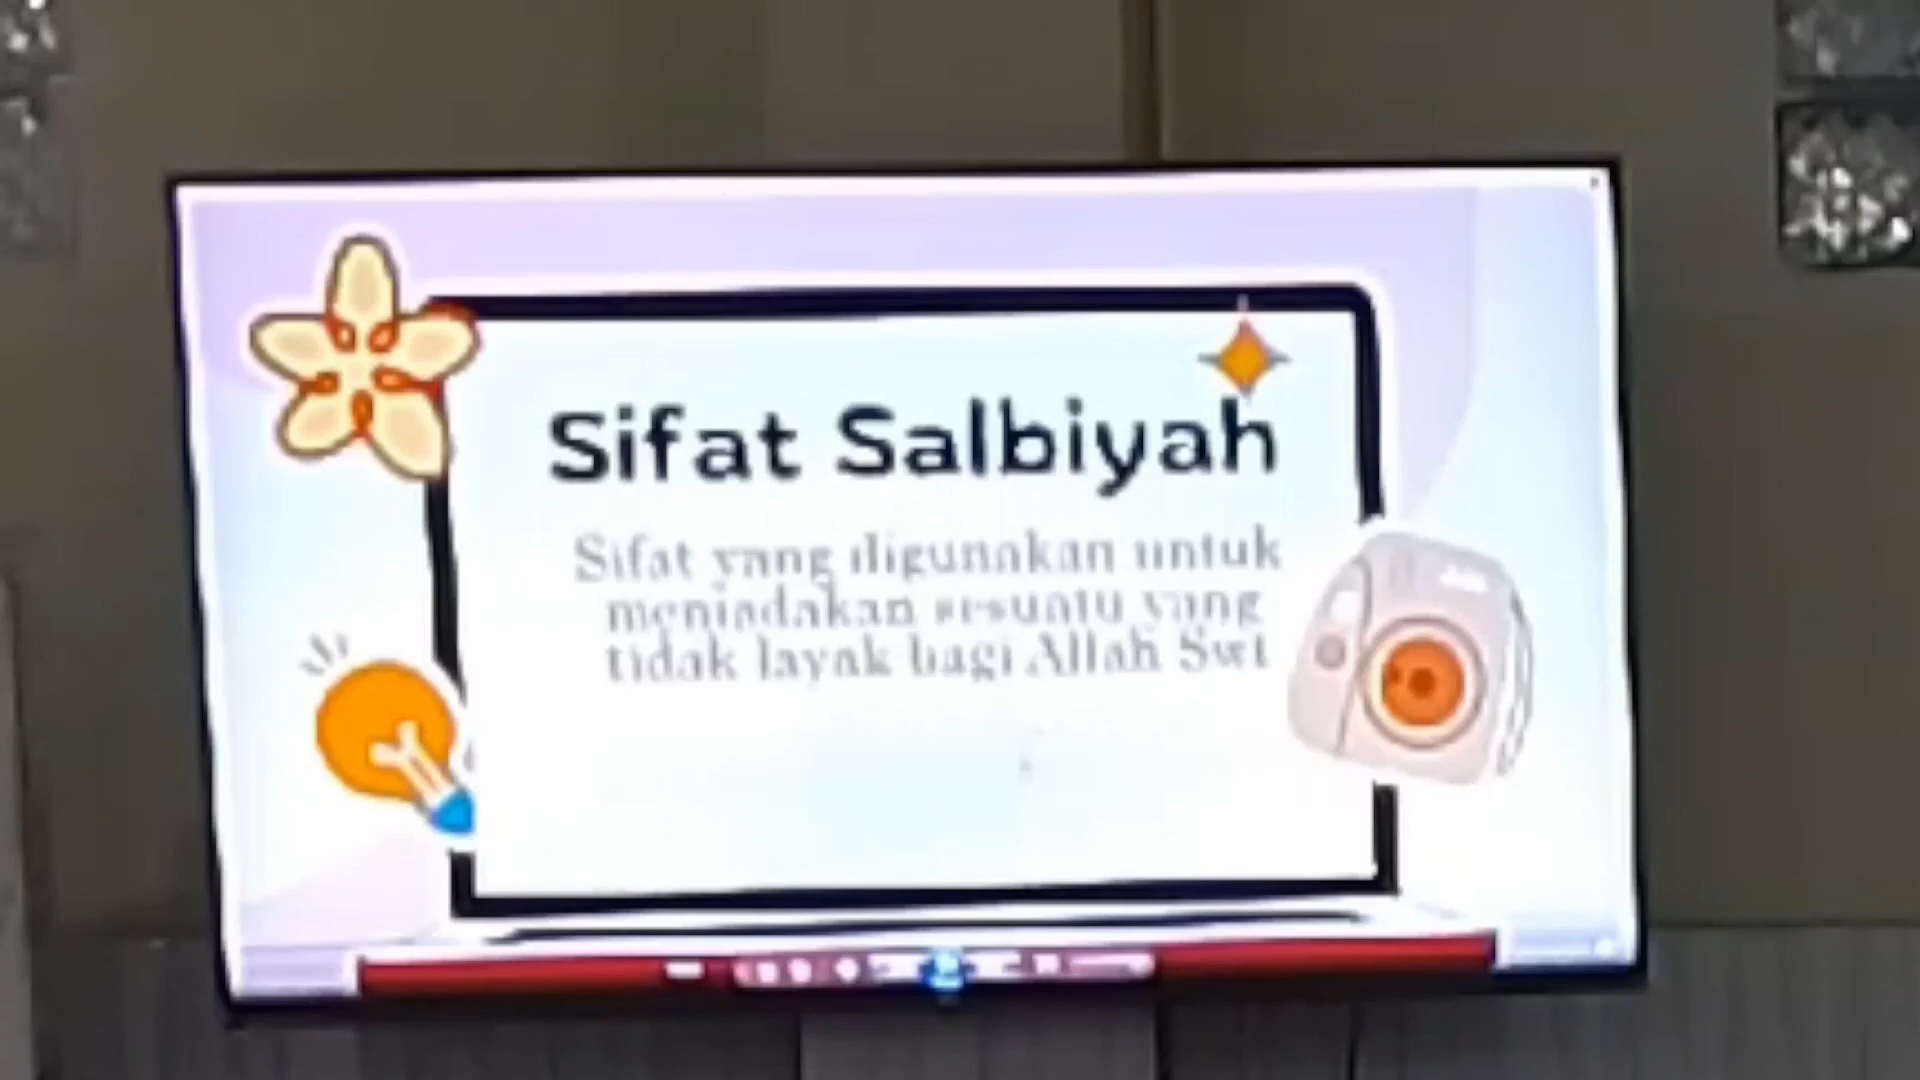 Sifat Salbiyah
Sifat yang digunakan untuk
meniadakan sesuatu yang
tidak layak bagi Allah Swt